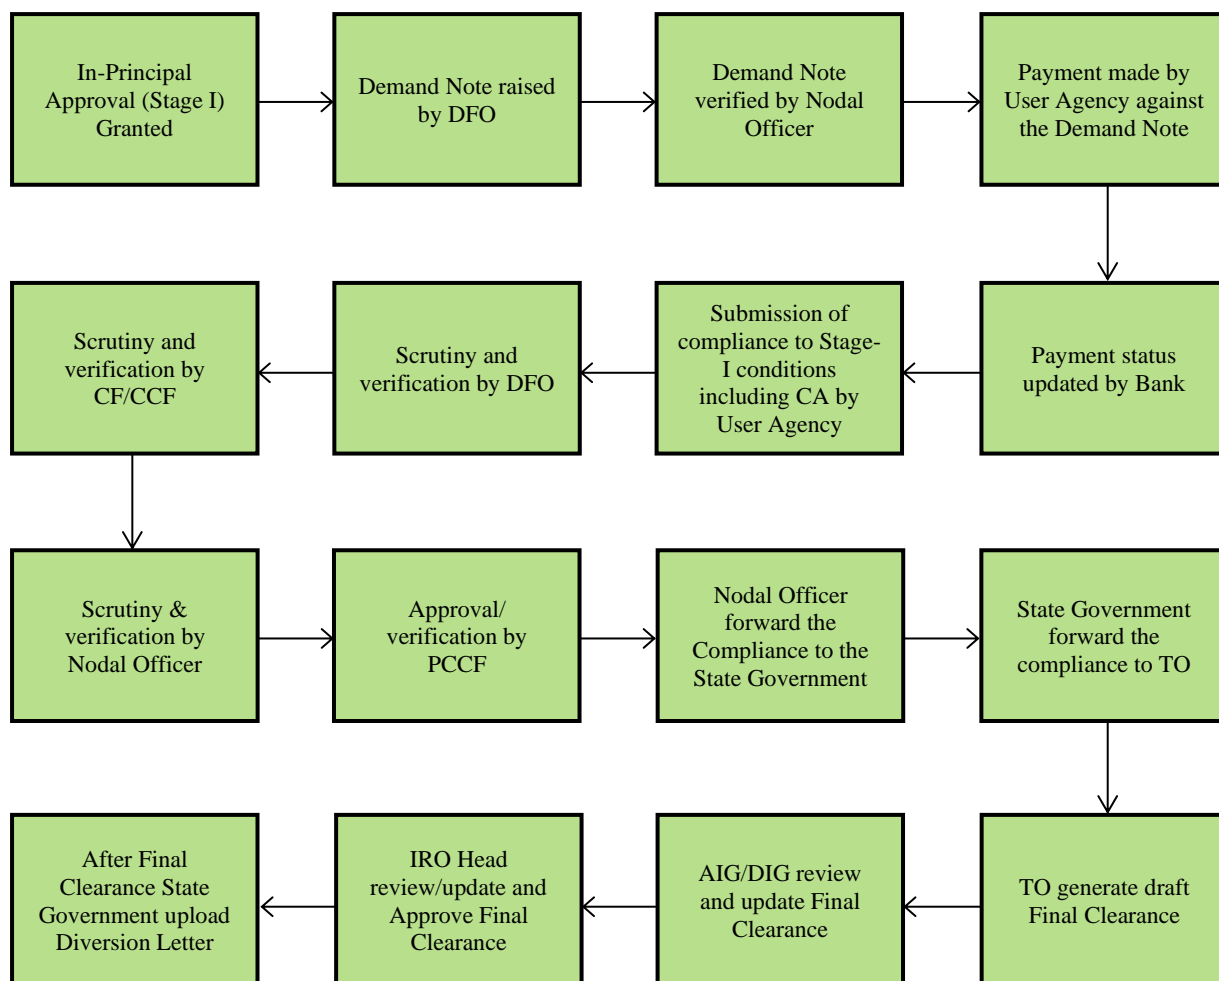 In-Principal
Approval (Stage I)
Granted
Demand Note raised
by DFO
Demand Note
verified by Nodal
Officer
Payment made by
User Agency against
the Demand Note
Payment status
updated by Bank
Submission of
compliance to Stage-
I conditions
including CA by
User Agency
Scrutiny and
verification by DFO
Scrutiny and
verification by
CF/CCF
Scrutiny &
verification by
Nodal Officer
Approval/
verification by
PCCF
Nodal Officer
forward the
Compliance to the
State Government
State Government
forward the
compliance to TO
TO generate draft
Final Clearance
AIG/DIG review
and update Final
Clearance
IRO Head
review/update and
Approve Final
Clearance
After Final
Clearance State
Government upload
Diversion Letter